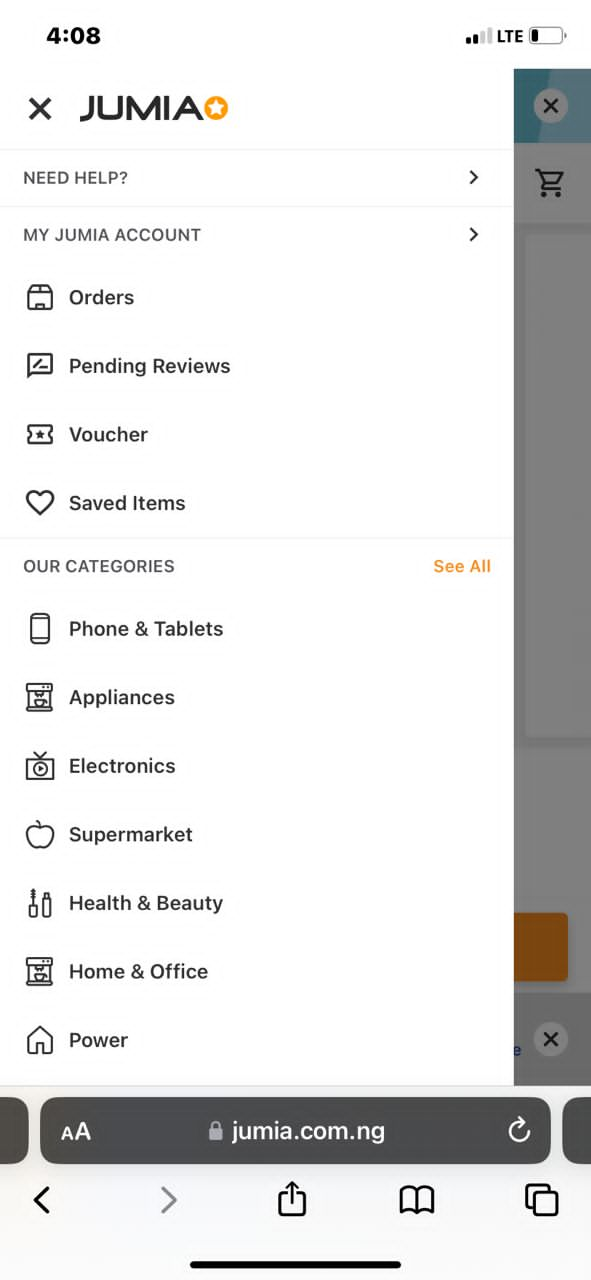 4:08
LTE
JUMIA
NEED HELP?
MY JUMIA ACCOUNT
Orders
Pending Reviews
Voucher
Saved Items
OUR CATEGORIES See All
Phone & Tablets
Appliances
Electronics
Supermarket
Health & Beauty
Home & Office
Power
e
AA jumia.com.ng